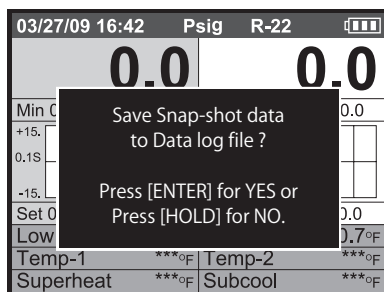 03/27/09 16:42 Psig R-22
0.0 0.0
Min 0 0.0
+15.
0.1S
-15.
Save Snap-shot data
to Data log file ?
Press [ENTER] for YES or
Press [HOLD] for NO.
Set 0 0.0
Low 0.7°F
Temp-1 ***°F Temp-2 ***°F
Superheat ***°F Subcool ***°F